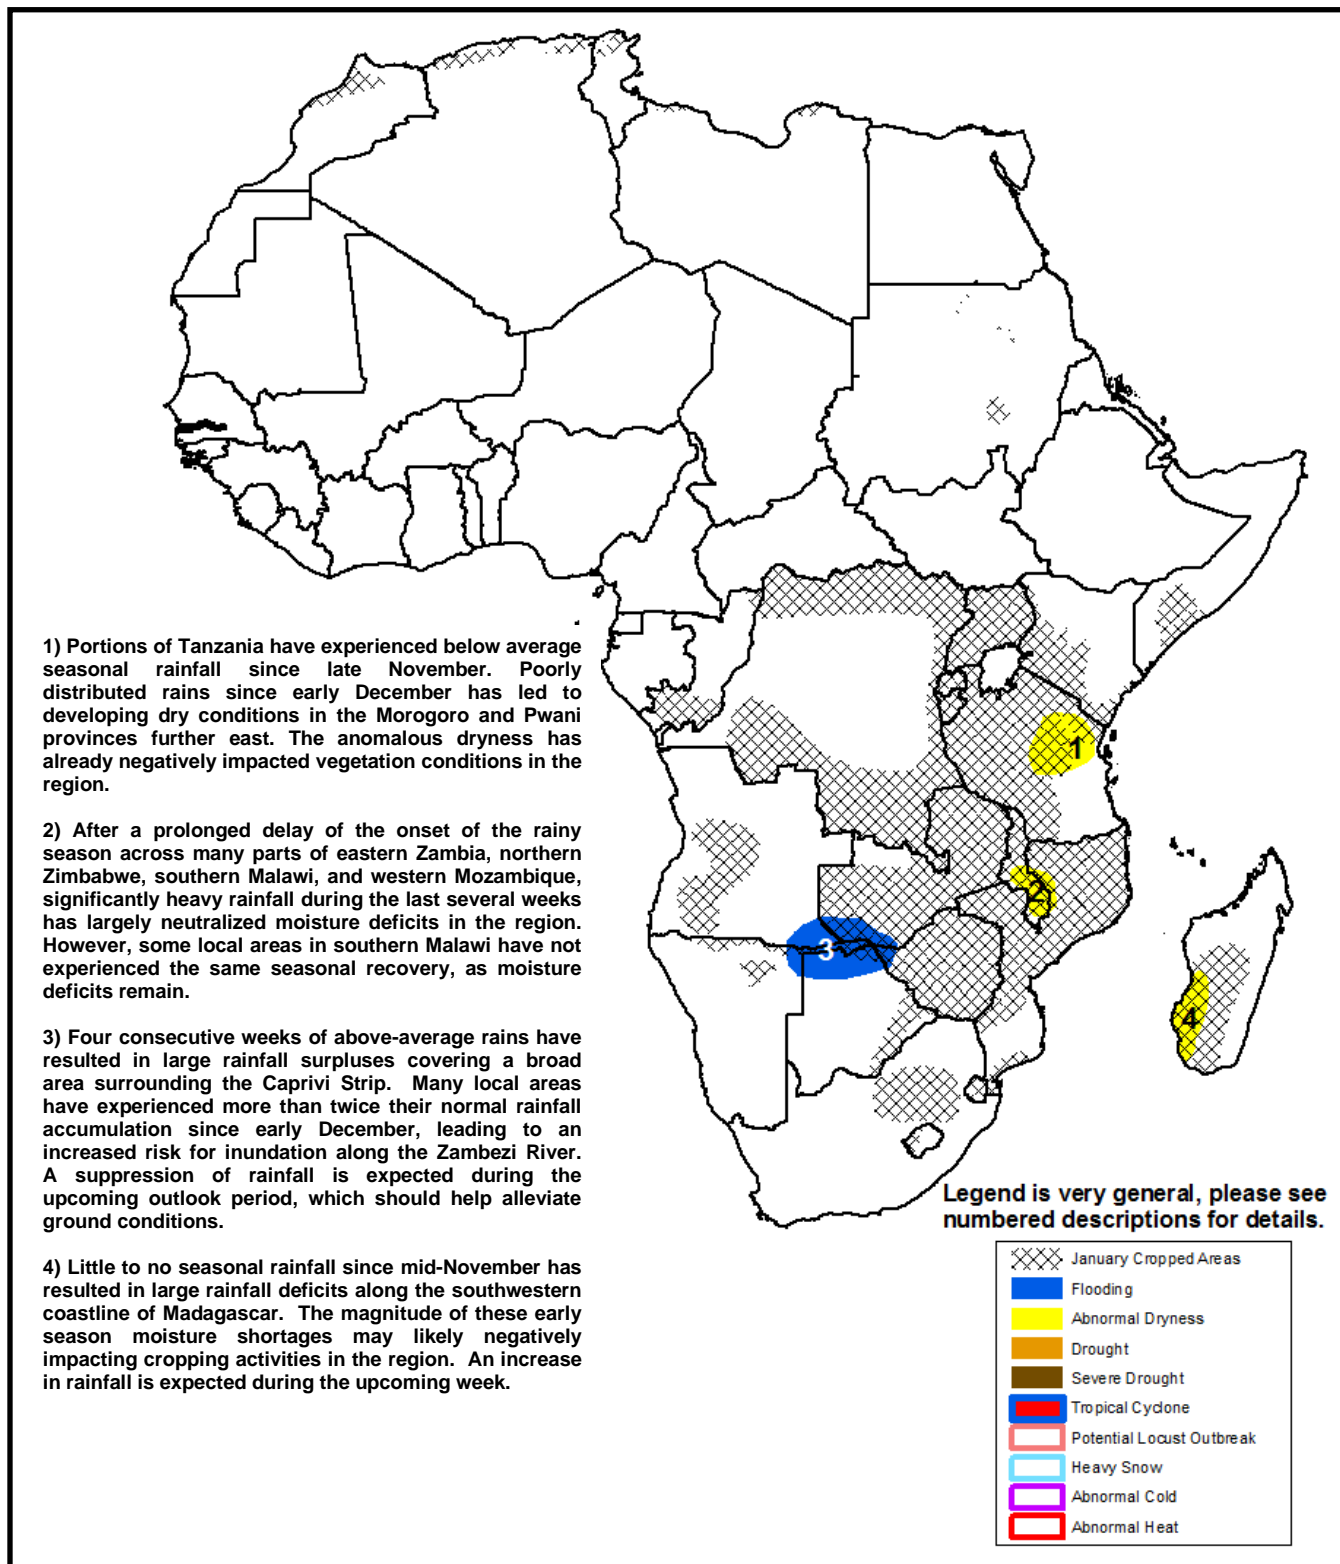 1) Portions of Tanzania have experienced below average
seasonal rainfall since late November. Poorly
distributed rains since early December has led to
developing dry conditions in the Morogoro and Pwani
provinces further east. The anomalous dryness has
already negatively impacted vegetation conditions in the
region.
2) After a prolonged delay of the onset of the rainy
season across many parts of eastern Zambia, northern
Zimbabwe, southern Malawi, and western Mozambique,
significantly heavy rainfall during the last several weeks
has largely neutralized moisture deficits in the region.
However, some local areas in southern Malawi have not
experienced the same seasonal recovery, as moisture
deficits remain.
3) Four consecutive weeks of above-average rains have
resulted in large rainfall surpluses covering a broad
area surrounding the Caprivi Strip. Many local areas
have experienced more than twice their normal rainfall
accumulation since early December, leading to an
increased risk for inundation along the Zambezi River.
A suppression of rainfall is expected during the
upcoming outlook period, which should help alleviate
ground conditions.
4) Little to no seasonal rainfall since mid-November has
resulted in large rainfall deficits along the southwestern
coastline of Madagascar. The magnitude of these early
season moisture shortages may likely negatively
impacting cropping activities in the region. An increase
in rainfall is expected during the upcoming week.
1
2
3
4
Legend is very general, please see
numbered descriptions for details.
January Cropped Areas
Flooding
Abnormal Dryness
Drought
Severe Drought
Tropical Cyclone
Potential Locust Outbreak
Heavy Snow
Abnormal Cold
Abnormal Heat